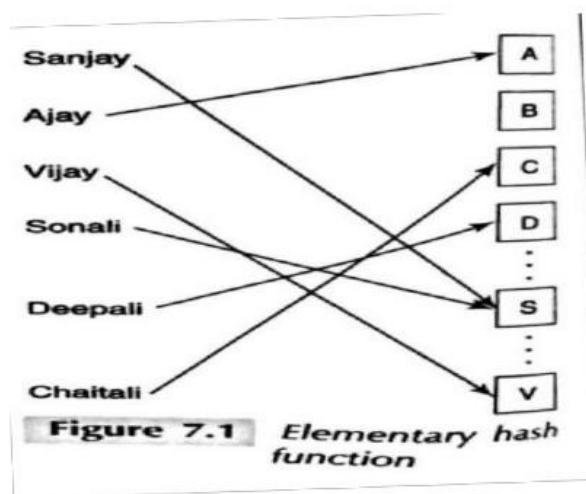 Sanjay
A
Ajay
B
Vijay
C
Sonali
D
Deepali
S
Chaitali
V
Figure 7.1 Elementary hash
function